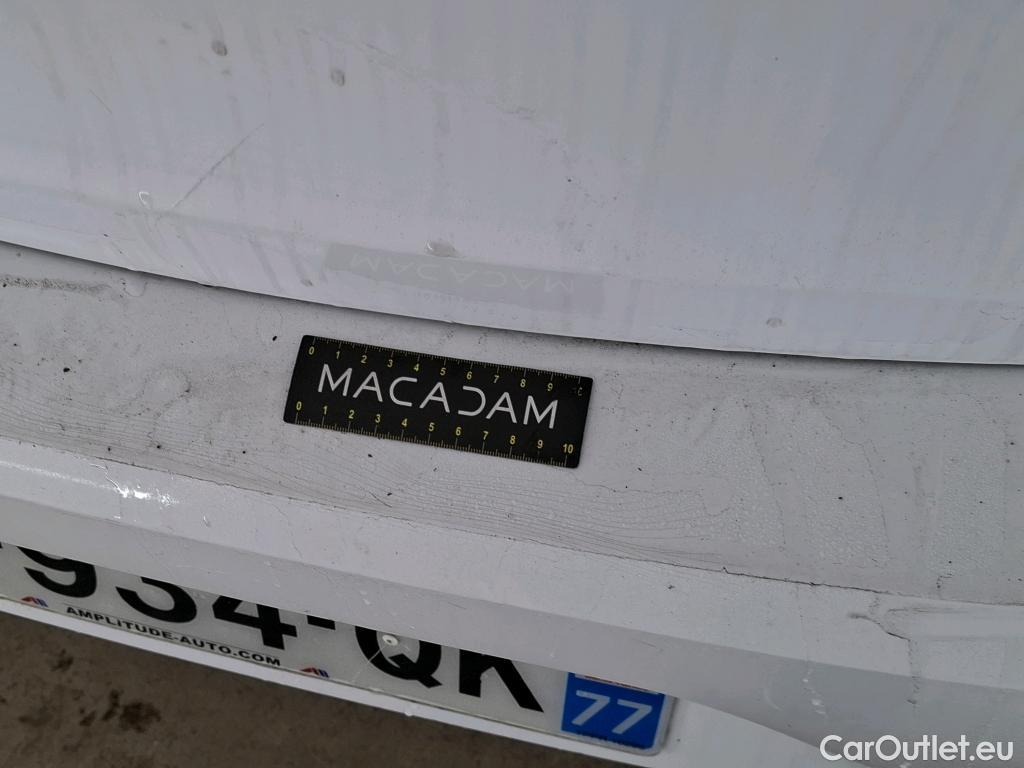 0 1 2 3 4 5 6 7 8 9
MACADAM
0 1 2 3 4 5 6 7 8 9 10
934-QK
AMPLITUDE-AUTO.COM
77
CarOutlet.eu